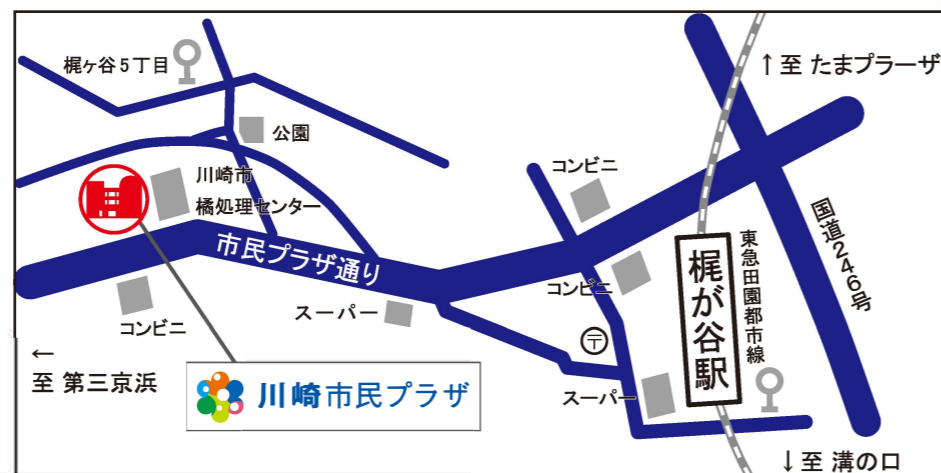 梶ヶ谷5丁目
↑至 たまプラーザ
公園
コンビニ
川崎市
橘処理センター
国道246号
市民プラザ通り
東急田園都市線
梶が谷駅
コンビニ
コンビニ
スーパー
〒
←
至 第三京浜
川崎市民プラザ
スーパー
↓至 溝の口